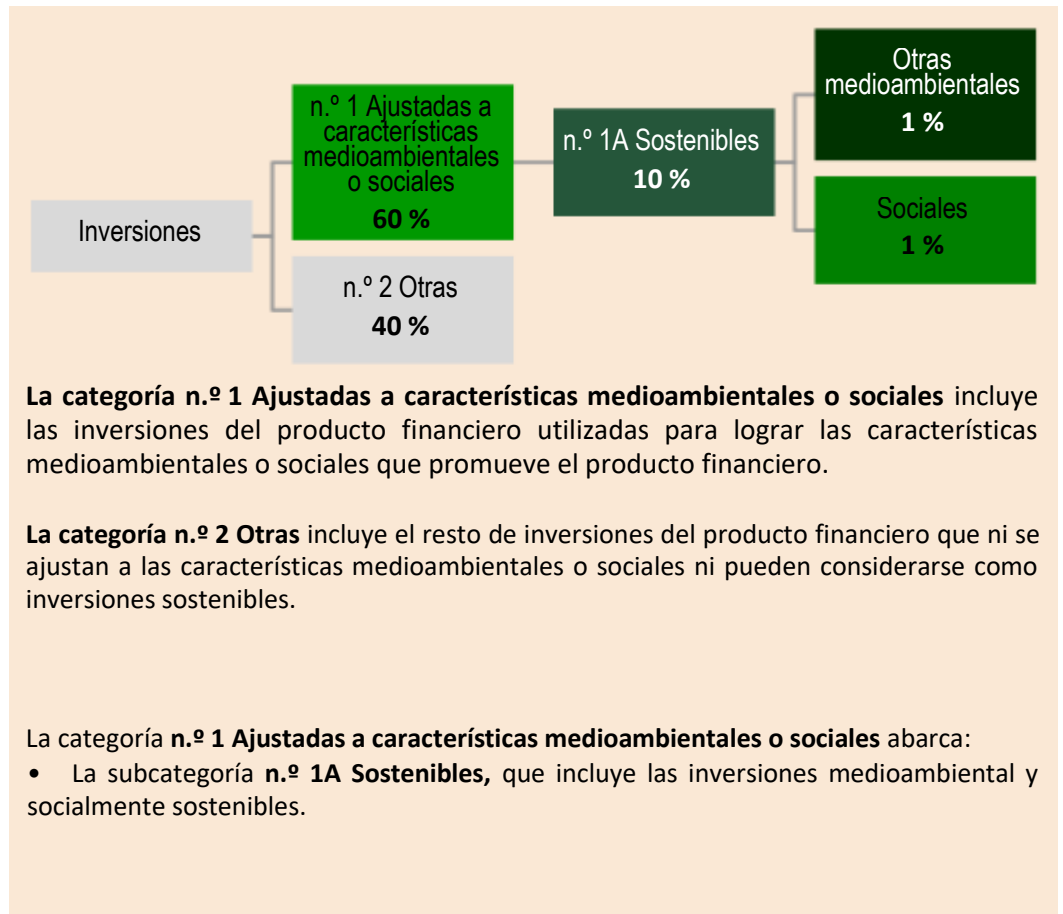 Inversiones
n.º 1 Ajustadas a
características
medioambientales
o sociales
60 %
n.º 2 Otras
40 %
n.º 1A Sostenibles
10 %
Otras
medioambientales
1 %
Sociales
1 %
La categoría n.º 1 Ajustadas a características medioambientales o sociales incluye
las inversiones del producto financiero utilizadas para lograr las características
medioambientales o sociales que promueve el producto financiero.
La categoría n.º 2 Otras incluye el resto de inversiones del producto financiero que ni se
ajustan a las características medioambientales o sociales ni pueden considerarse como
inversiones sostenibles.
La categoría n.º 1 Ajustadas a características medioambientales o sociales abarca:
• La subcategoría n.º 1A Sostenibles, que incluye las inversiones medioambiental y
socialmente sostenibles.